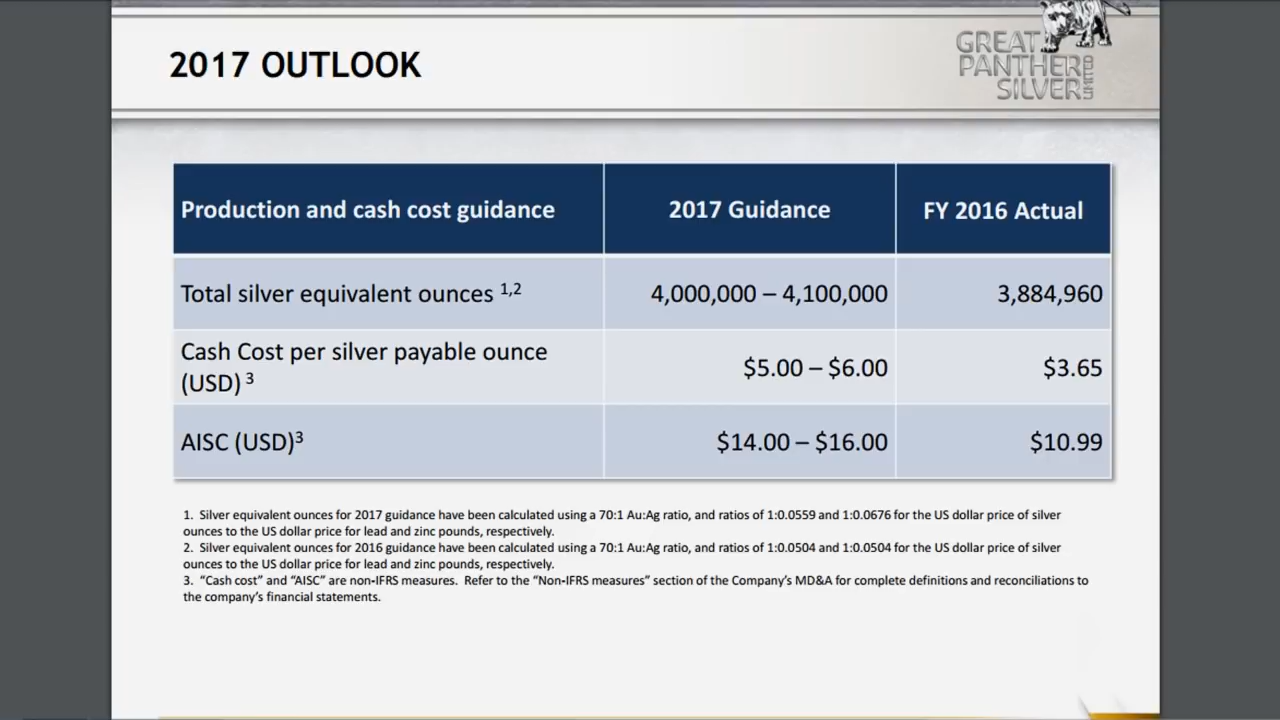 2017 OUTLOOK
GREAT
PANTHER
SILVER
LIMITED
Production and cash cost guidance
2017 Guidance
FY 2016 Actual
Total silver equivalent ounces 1,2
4,000,000 – 4,100,000
3,884,960
Cash Cost per silver payable ounce
(USD) 3
$5.00 – $6.00
$3.65
AISC (USD)3
$14.00 – $16.00
$10.99
1. Silver equivalent ounces for 2017 guidance have been calculated using a 70:1 Au:Ag ratio, and ratios of 1:0.0559 and 1:0.0676 for the US dollar price of silver
ounces to the US dollar price for lead and zinc pounds, respectively.
2. Silver equivalent ounces for 2016 guidance have been calculated using a 70:1 Au:Ag ratio, and ratios of 1:0.0504 and 1:0.0504 for the US dollar price of silver
ounces to the US dollar price for lead and zinc pounds, respectively.
3. “Cash cost” and “AISC” are non-IFRS measures. Refer to the “Non-IFRS measures” section of the Company’s MD&A for complete definitions and reconciliations to
the company’s financial statements.